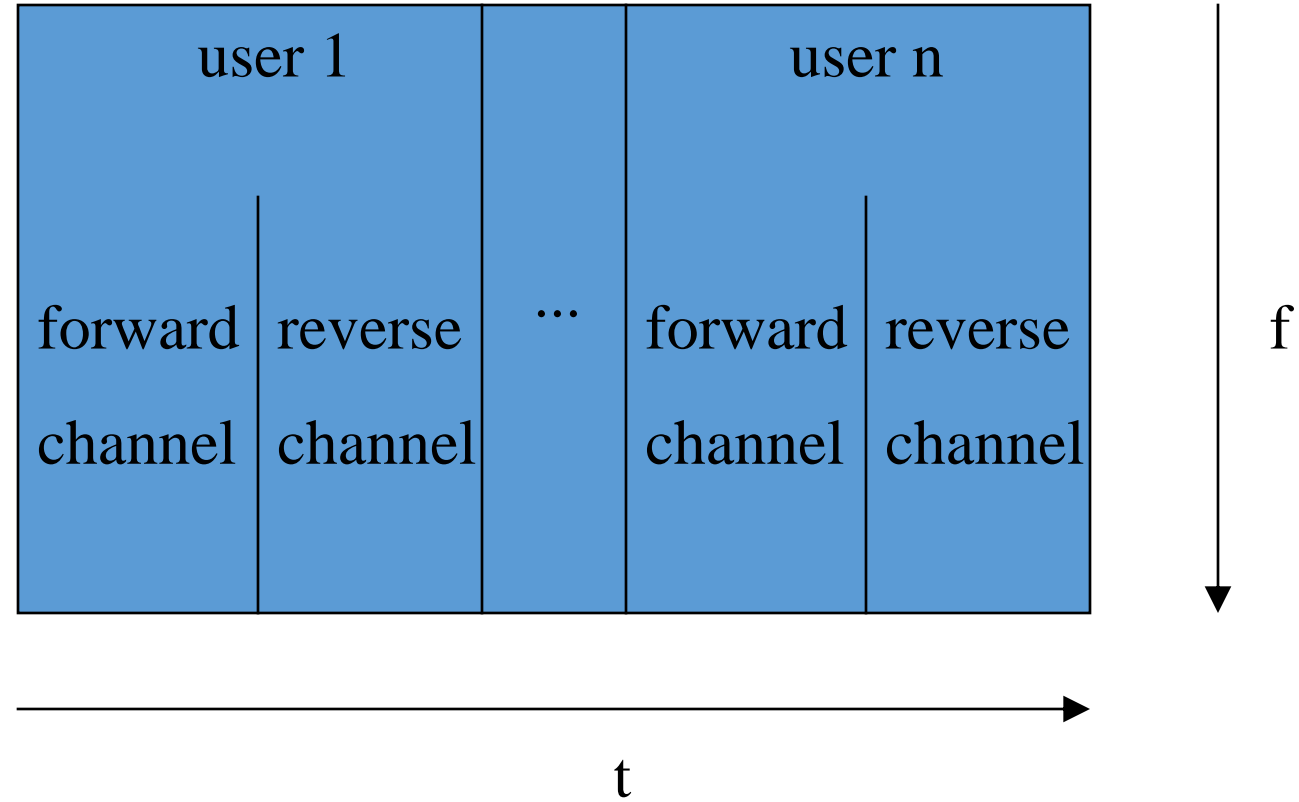 user 1
user n
...
forward
reverse
forward
reverse
channel
channel
channel
channel
f
t